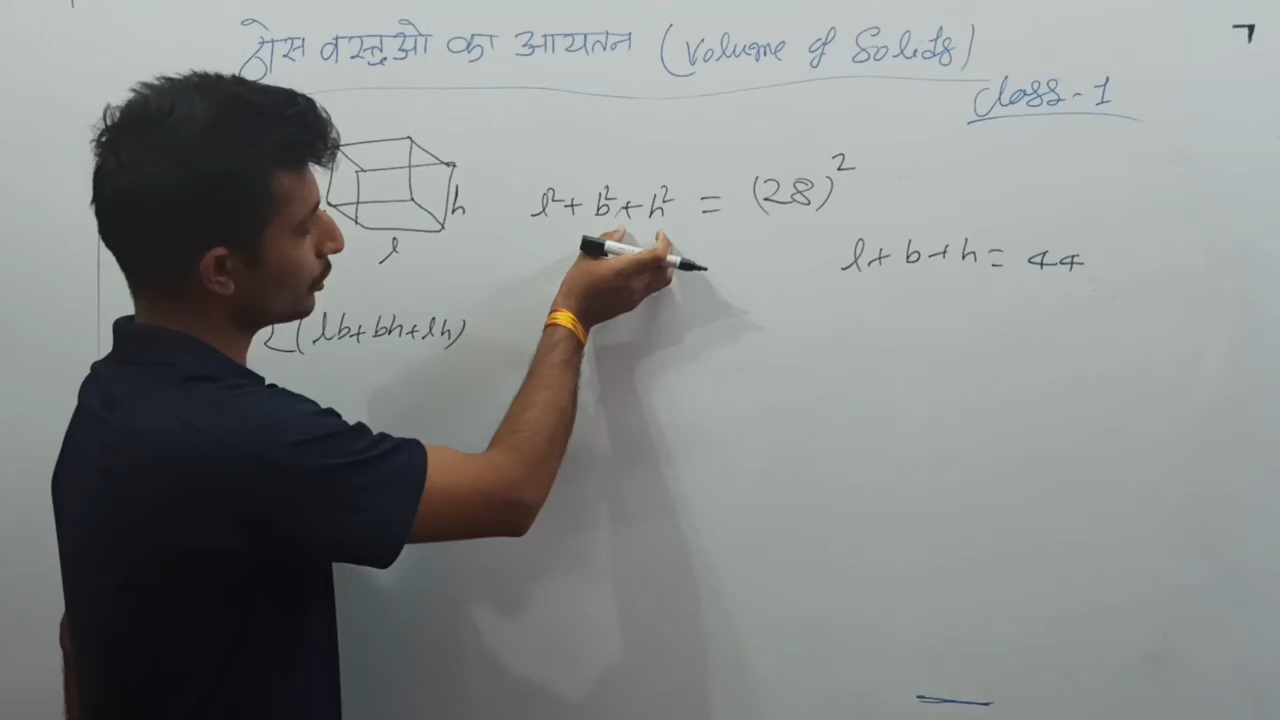 ठोस वस्तुओ का आयतन (Volume of Solids)
Class-1
h
l
l²+b²+h² = (28)²
l+b+h= 44
2(lb+bh+lh)